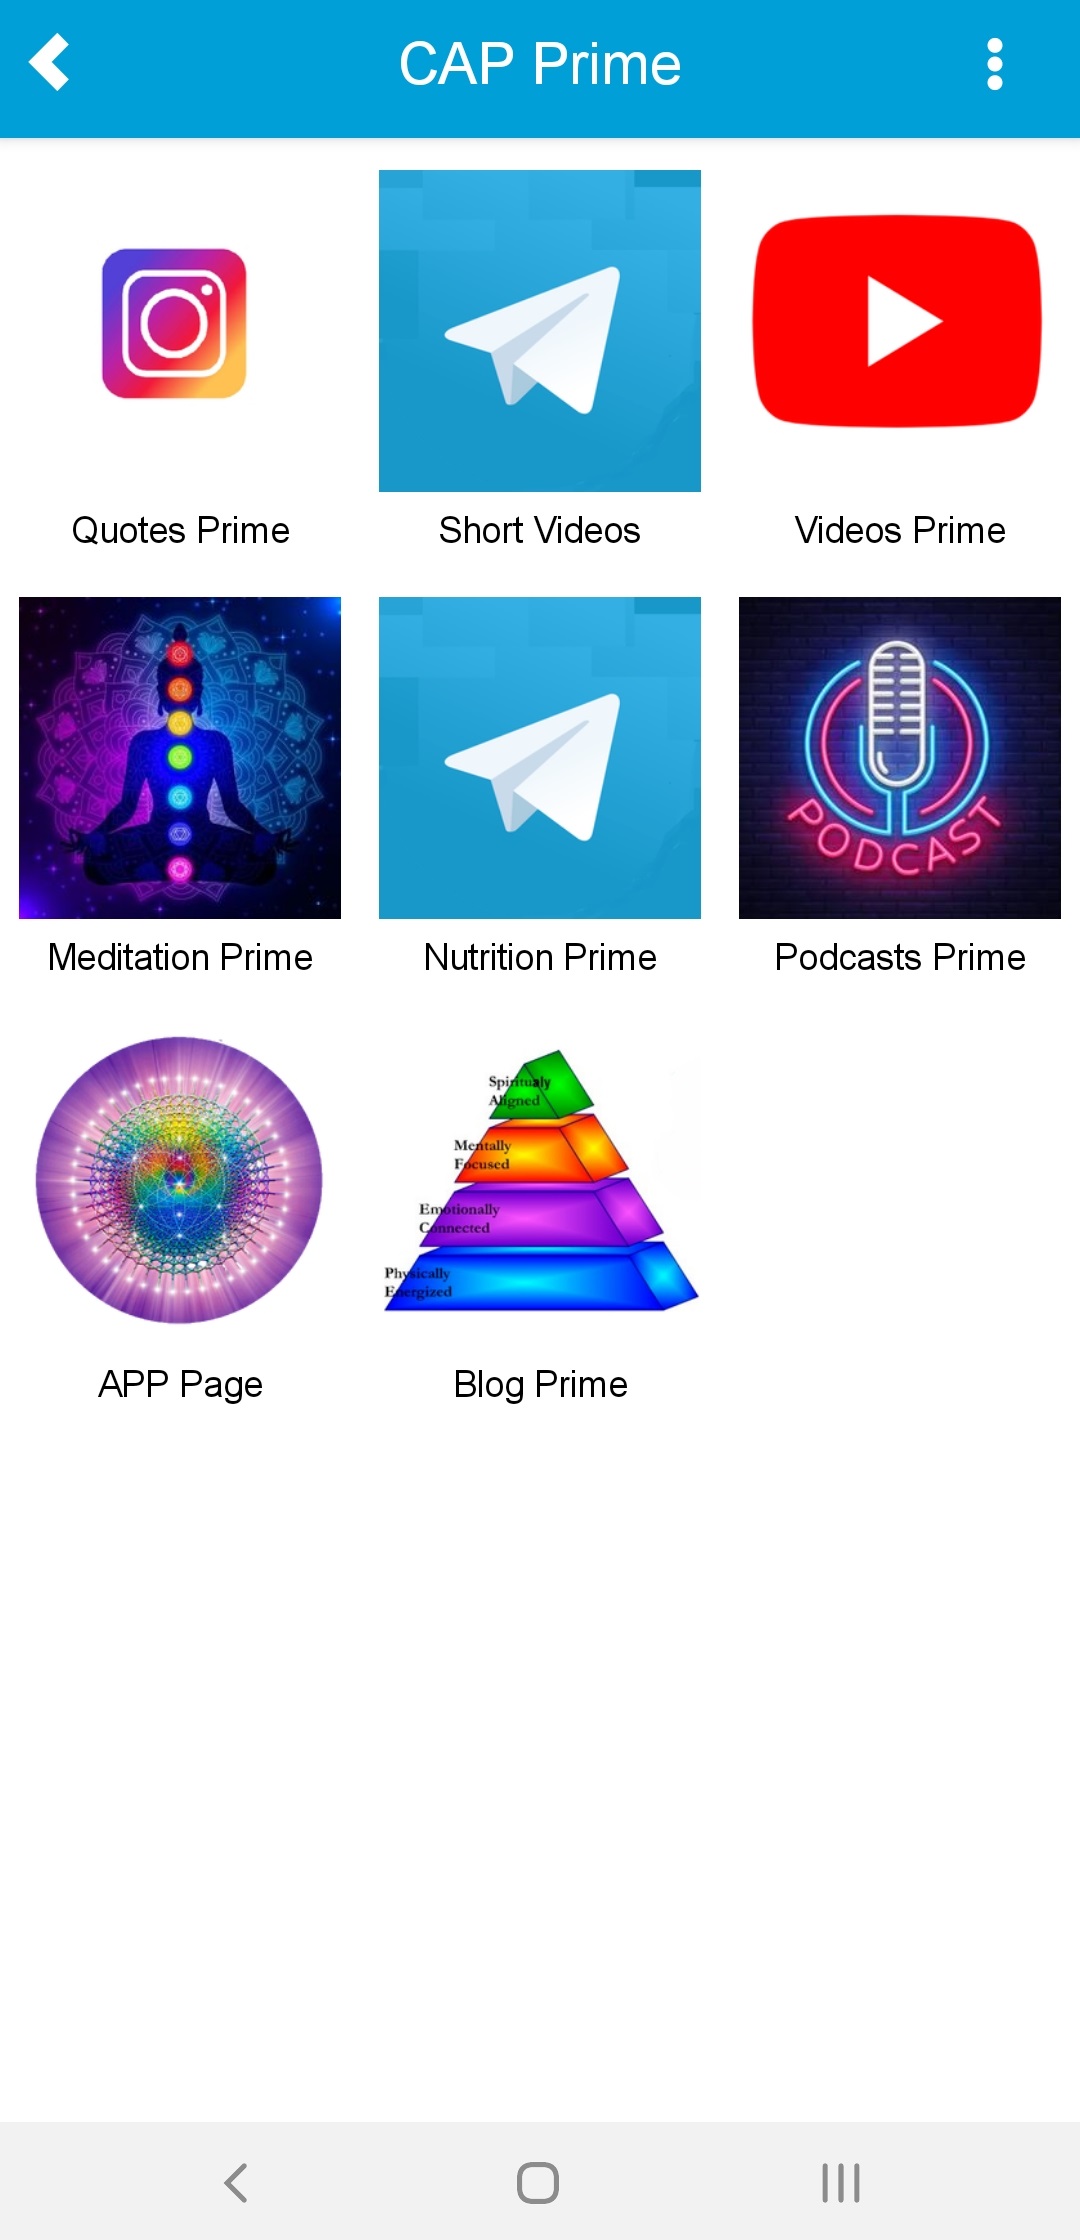 CAP Prime
Quotes Prime
Short Videos
Videos Prime
PODCAST
Meditation Prime
Nutrition Prime
Podcasts Prime
Spiritualy
Aligned
Mentally
Focused
Emotionally
Connected
Physically
Energized
APP Page
Blog Prime